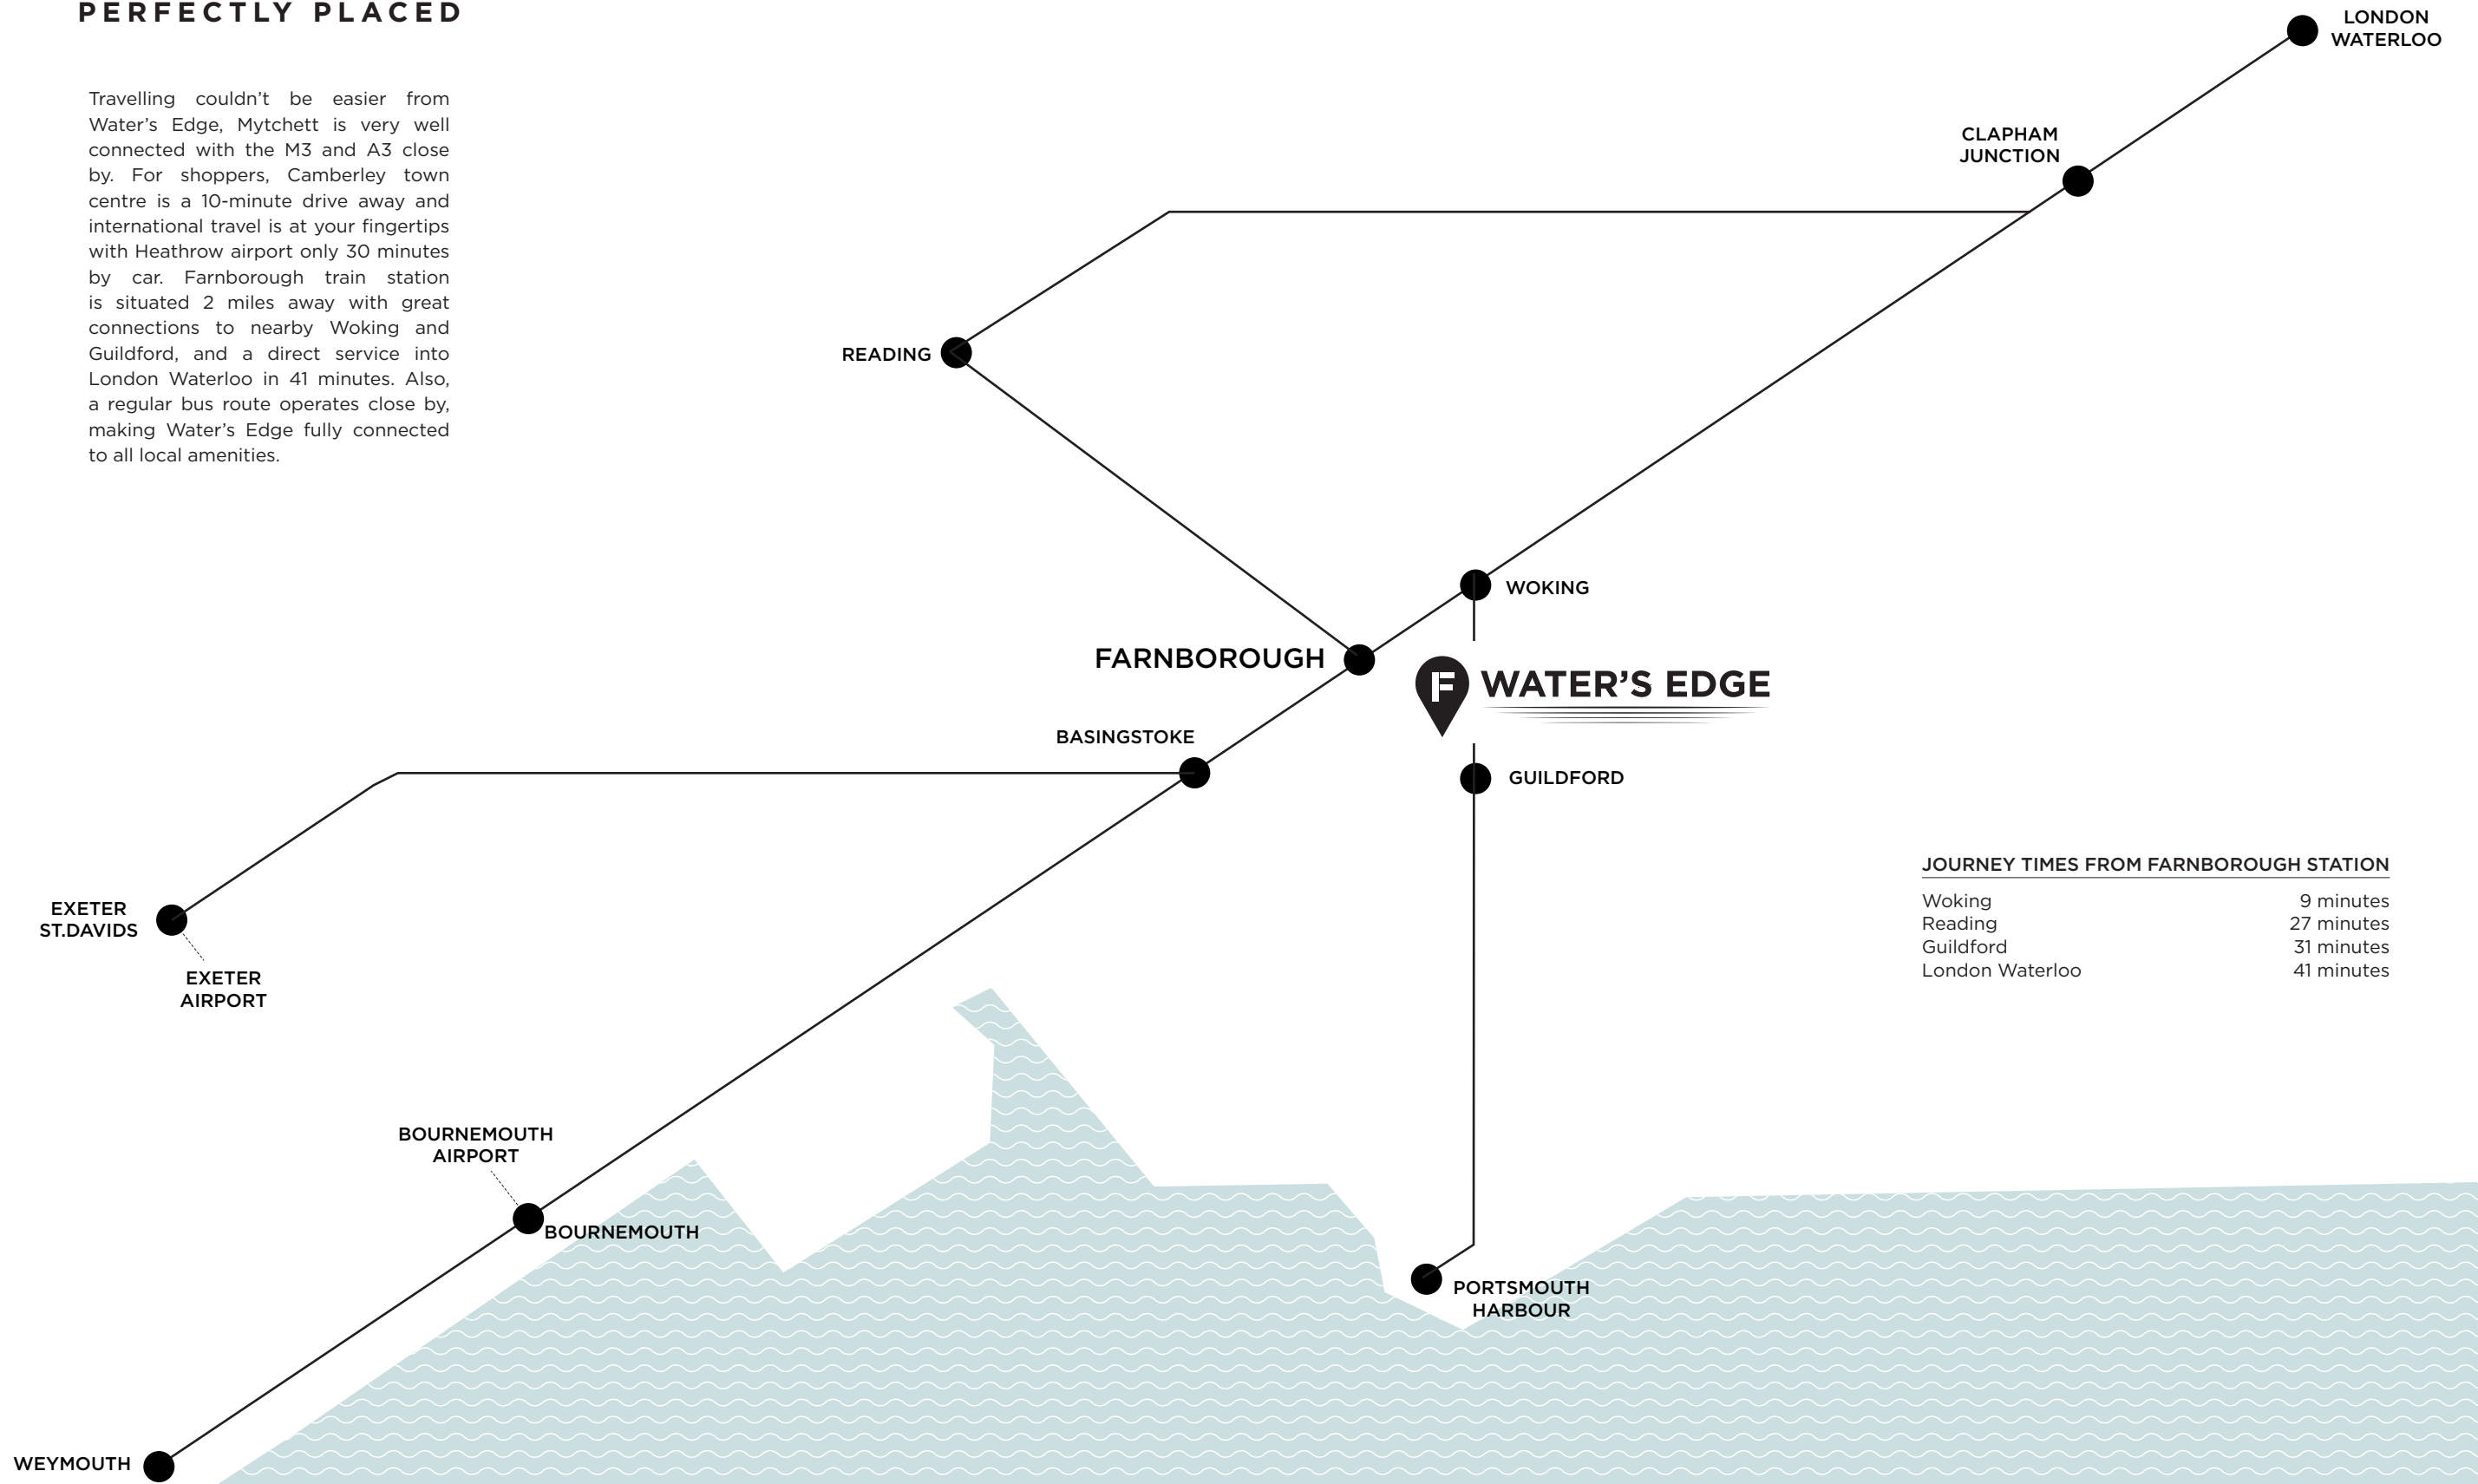 PERFECTLY PLACED
Travelling couldn’t be easier from
Water’s Edge, Mytchett is very well
connected with the M3 and A3 close
by. For shoppers, Camberley town
centre is a 10-minute drive away and
international travel is at your fingertips
with Heathrow airport only 30 minutes
by car. Farnborough train station
is situated 2 miles away with great
connections to nearby Woking and
Guildford, and a direct service into
London Waterloo in 41 minutes. Also,
a regular bus route operates close by,
making Water’s Edge fully connected
to all local amenities.
LONDON
WATERLOO
CLAPHAM
JUNCTION
READING
WOKING
FARNBOROUGH
F WATER’S EDGE
BASINGSTOKE
GUILDFORD
EXETER
ST.DAVIDS
EXETER
AIRPORT
JOURNEY TIMES FROM FARNBOROUGH STATION
Woking 9 minutes
Reading 27 minutes
Guildford 31 minutes
London Waterloo 41 minutes
BOURNEMOUTH
AIRPORT
BOURNEMOUTH
PORTSMOUTH
HARBOUR
WEYMOUTH